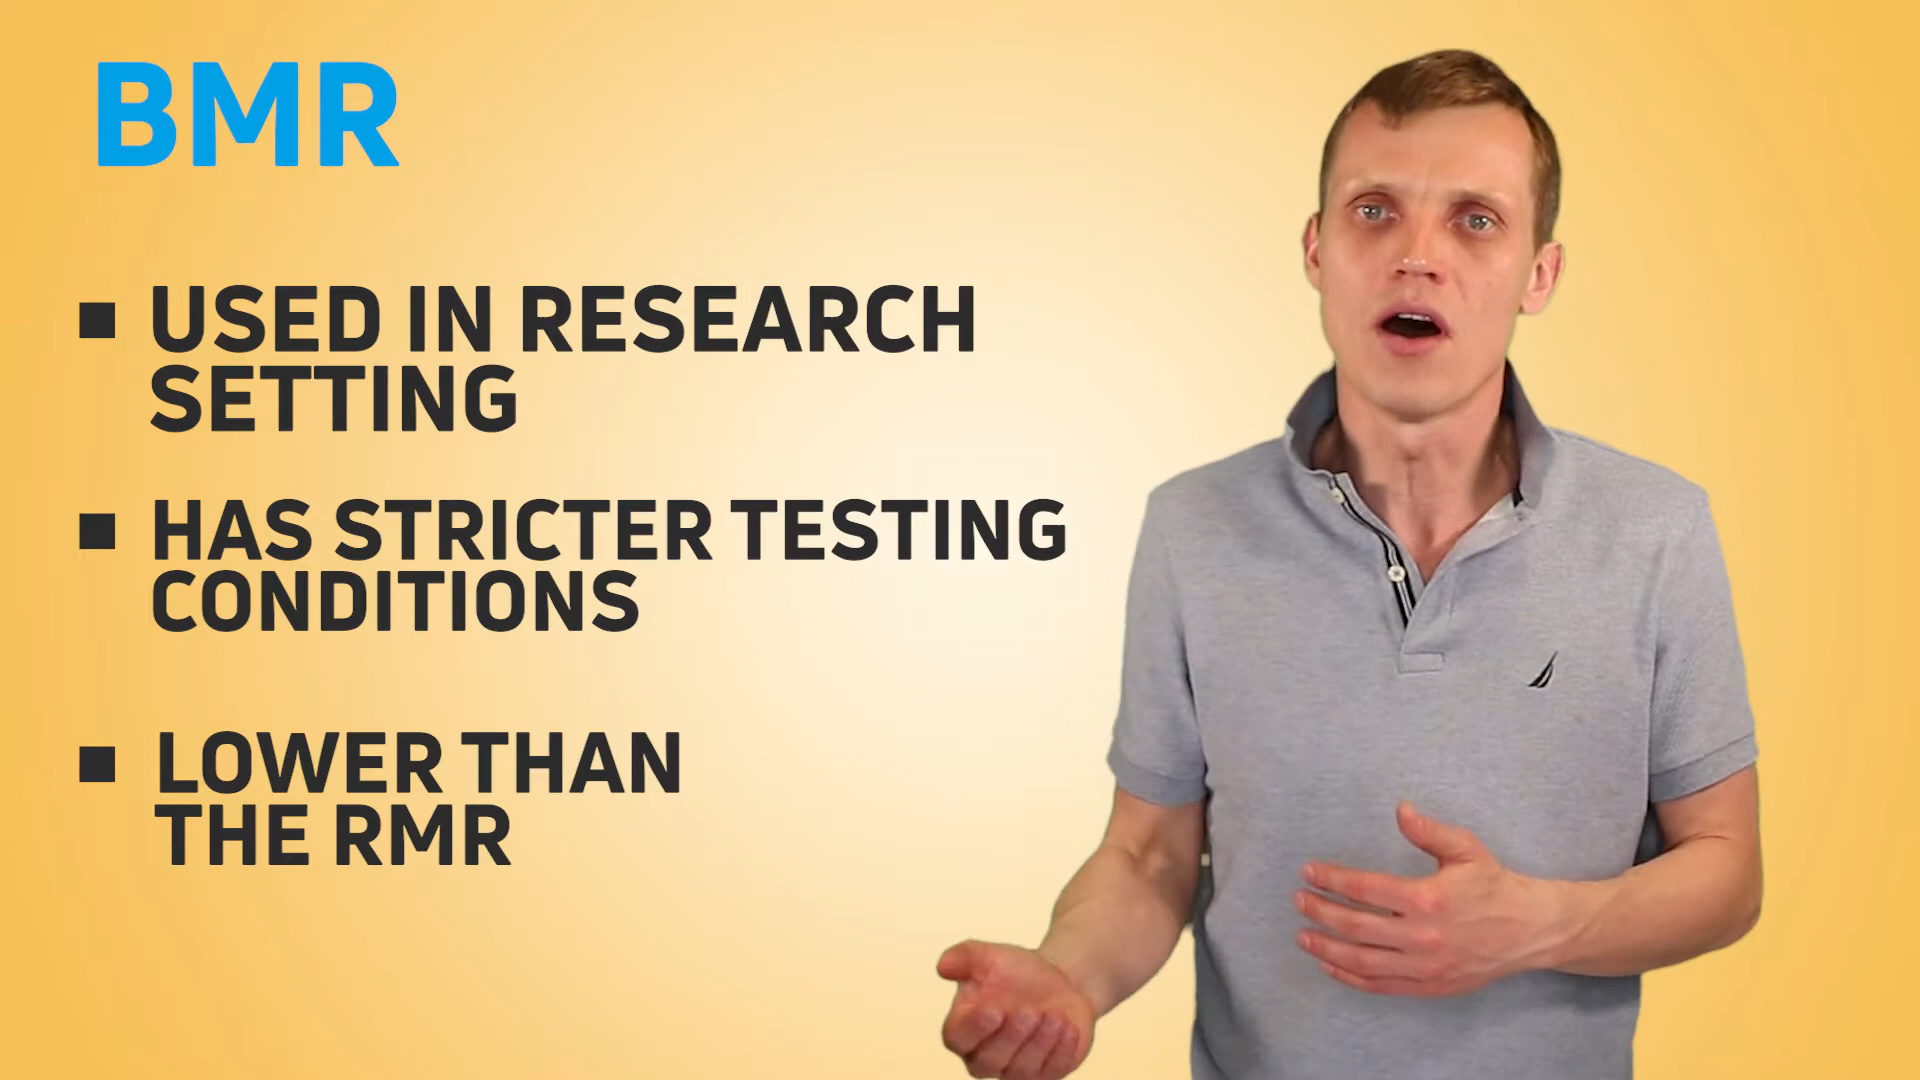 BMR
▪ USED IN RESEARCH
SETTING
▪ HAS STRICTER TESTING
CONDITIONS
▪ LOWER THAN
THE RMR